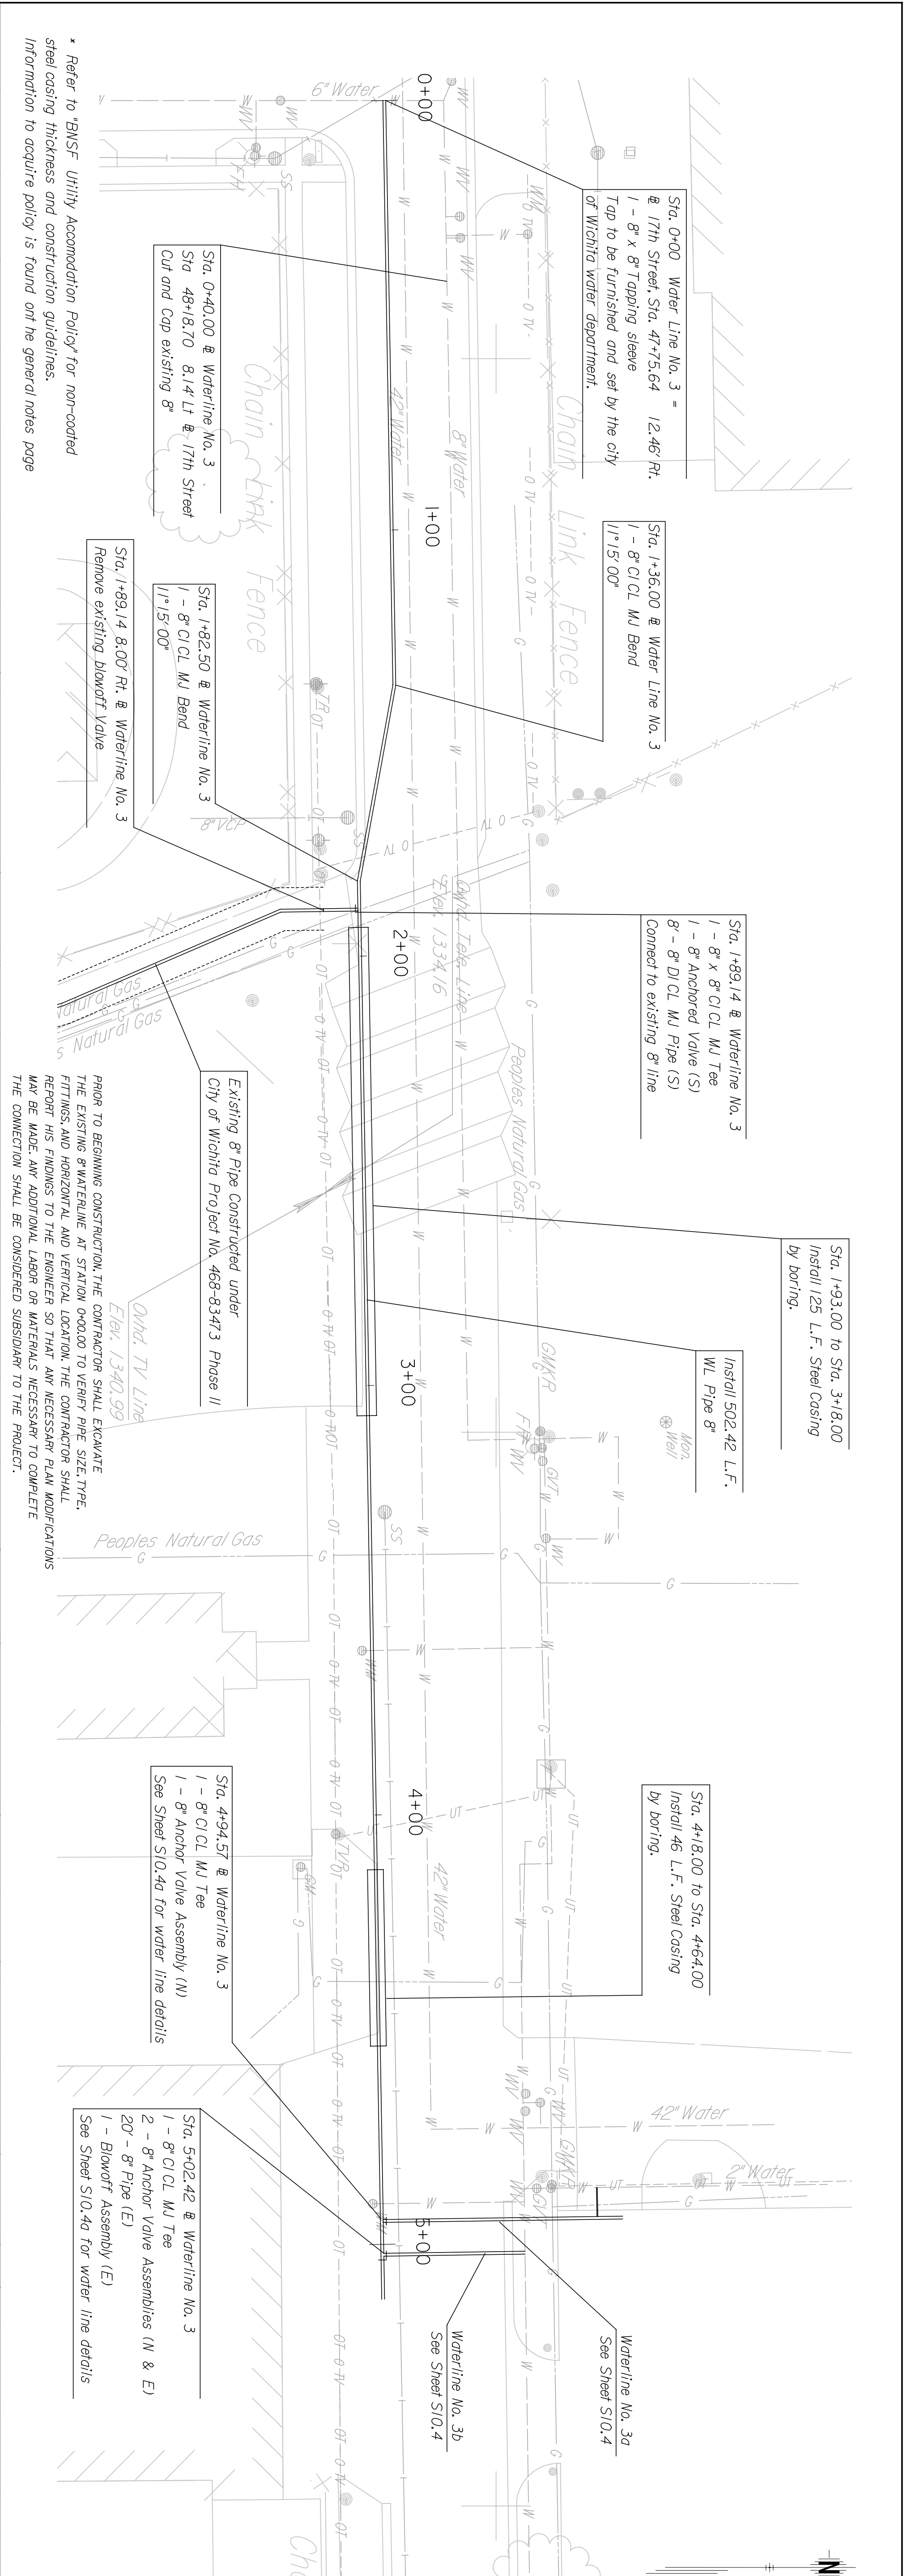 Sta. 0+00 Water Line No. 3 =
℄ 17th Street, Sta. 47+75.64 12.46' Rt.
1 - 8" x 8" Tapping sleeve
Tap to be furnished and set by the city
of Wichita water department.
Sta. 1+36.00 ℄ Water Line No. 3
1 - 8" CI CL MJ Bend
11°15'00"
Sta. 1+89.14 ℄ Waterline No. 3
1 - 8" x 8" CI CL MJ Tee
1 - 8" Anchored Valve (S)
8' - 8" DI CL MJ Pipe (S)
Connect to existing 8" line
Sta. 1+93.00 to Sta. 3+18.00
Install 125 L.F. Steel Casing
by boring.
Install 502.42 L.F.
WL Pipe 8"
Sta. 4+18.00 to Sta. 4+64.00
Install 46 L.F. Steel Casing
by boring.
Waterline No. 3a
See Sheet S10.4
Waterline No. 3b
See Sheet S10.4
N
Chain Link Fence
Mon.
Well
GMKR
GVT
FH
WV
Peoples Natural Gas
42" Water
2" Water
8" Water
42" Water
6" Water
Ovhd. Tele. Line
Elev. 1334.16
42" Water
0+00
1+00
2+00
3+00
4+00
5+00
Sta. 0+40.00 ℄ Waterline No. 3
Sta 48+18.70 8.14' Lt ℄ 17th Street
Cut and Cap existing 8"
Chain Link Fence
Sta. 1+82.50 ℄ Waterline No. 3
1 - 8" CI CL MJ Bend
11°15'00"
Sta. 1+89.14 8.00' Rt. ℄ Waterline No. 3
Remove existing blowoff Valve
8" VCP
Natural Gas
s Natural Gas
Existing 8" Pipe Constructed under
City of Wichita Project No. 468-83473 Phase II
Ovhd. TV Line
Elev. 1340.99
Peoples Natural Gas
Sta. 4+94.57 ℄ Waterline No. 3
1 - 8" CI CL MJ Tee
1 - 8" Anchor Valve Assembly (N)
See Sheet S10.4a for water line details
Sta. 5+02.42 ℄ Waterline No. 3
1 - 8" CI CL MJ Tee
2 - 8" Anchor Valve Assemblies (N & E)
20' - 8" Pipe (E)
1 - Blowoff Assembly (E)
See Sheet S10.4a for water line details
* Refer to "BNSF Utility Accomodation Policy" for non-coated
steel casing thickness and construction guidelines.
Information to acquire policy is found ont he general notes page
PRIOR TO BEGINNING CONSTRUCTION, THE CONTRACTOR SHALL EXCAVATE
THE EXISTING 8" WATERLINE AT STATION 0+00.00 TO VERIFY PIPE SIZE, TYPE,
FITTINGS, AND HORIZONTAL AND VERTICAL LOCATION. THE CONTRACTOR SHALL
REPORT HIS FINDINGS TO THE ENGINEER SO THAT ANY NECESSARY PLAN MODIFICATIONS
MAY BE MADE. ANY ADDITIONAL LABOR OR MATERIALS NECESSARY TO COMPLETE
THE CONNECTION SHALL BE CONSIDERED SUBSIDIARY TO THE PROJECT.